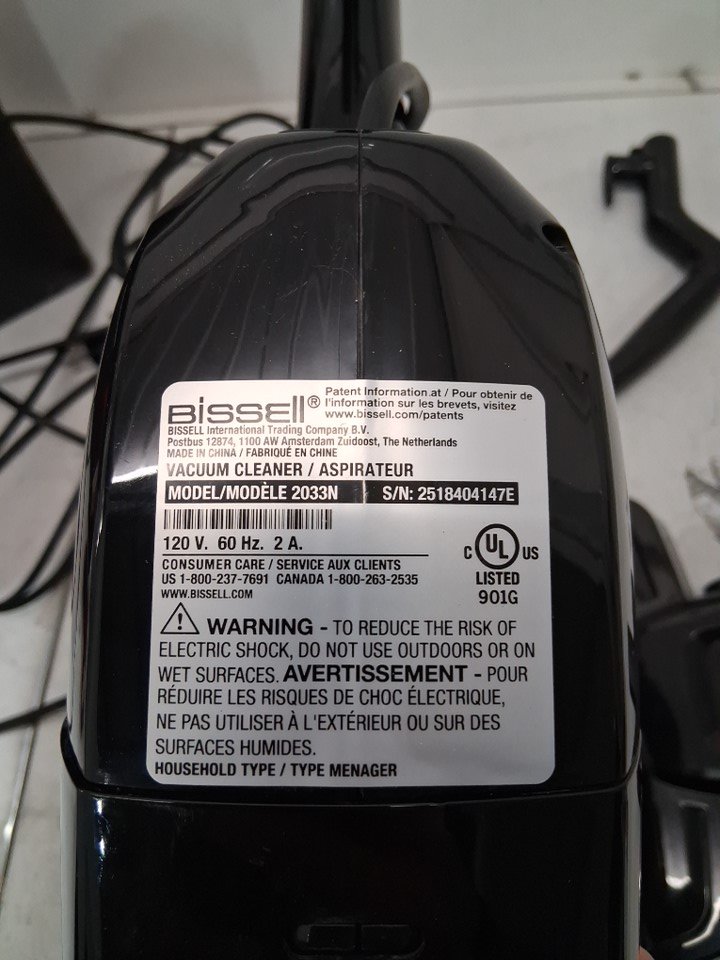 BISSELL®
Patent Information at / Pour obtenir de
l'information sur les brevets, visitez
www.bissell.com/patents
BISSELL International Trading Company B.V.
Postbus 12874, 1100 AW Amsterdam Zuidoost, The Netherlands
MADE IN CHINA / FABRIQUÉ EN CHINE
VACUUM CLEANER / ASPIRATEUR
MODEL/MODÈLE 2033N S/N: 2518404147E
120 V. 60 Hz. 2 A.
CONSUMER CARE / SERVICE AUX CLIENTS
US 1-800-237-7691 CANADA 1-800-263-2535
WWW.BISSELL.COM
C UL US
LISTED
901G
WARNING - TO REDUCE THE RISK OF
ELECTRIC SHOCK, DO NOT USE OUTDOORS OR ON
WET SURFACES. AVERTISSEMENT - POUR
RÉDUIRE LES RISQUES DE CHOC ÉLECTRIQUE,
NE PAS UTILISER À L'EXTÉRIEUR OU SUR DES
SURFACES HUMIDES.
HOUSEHOLD TYPE / TYPE MENAGER